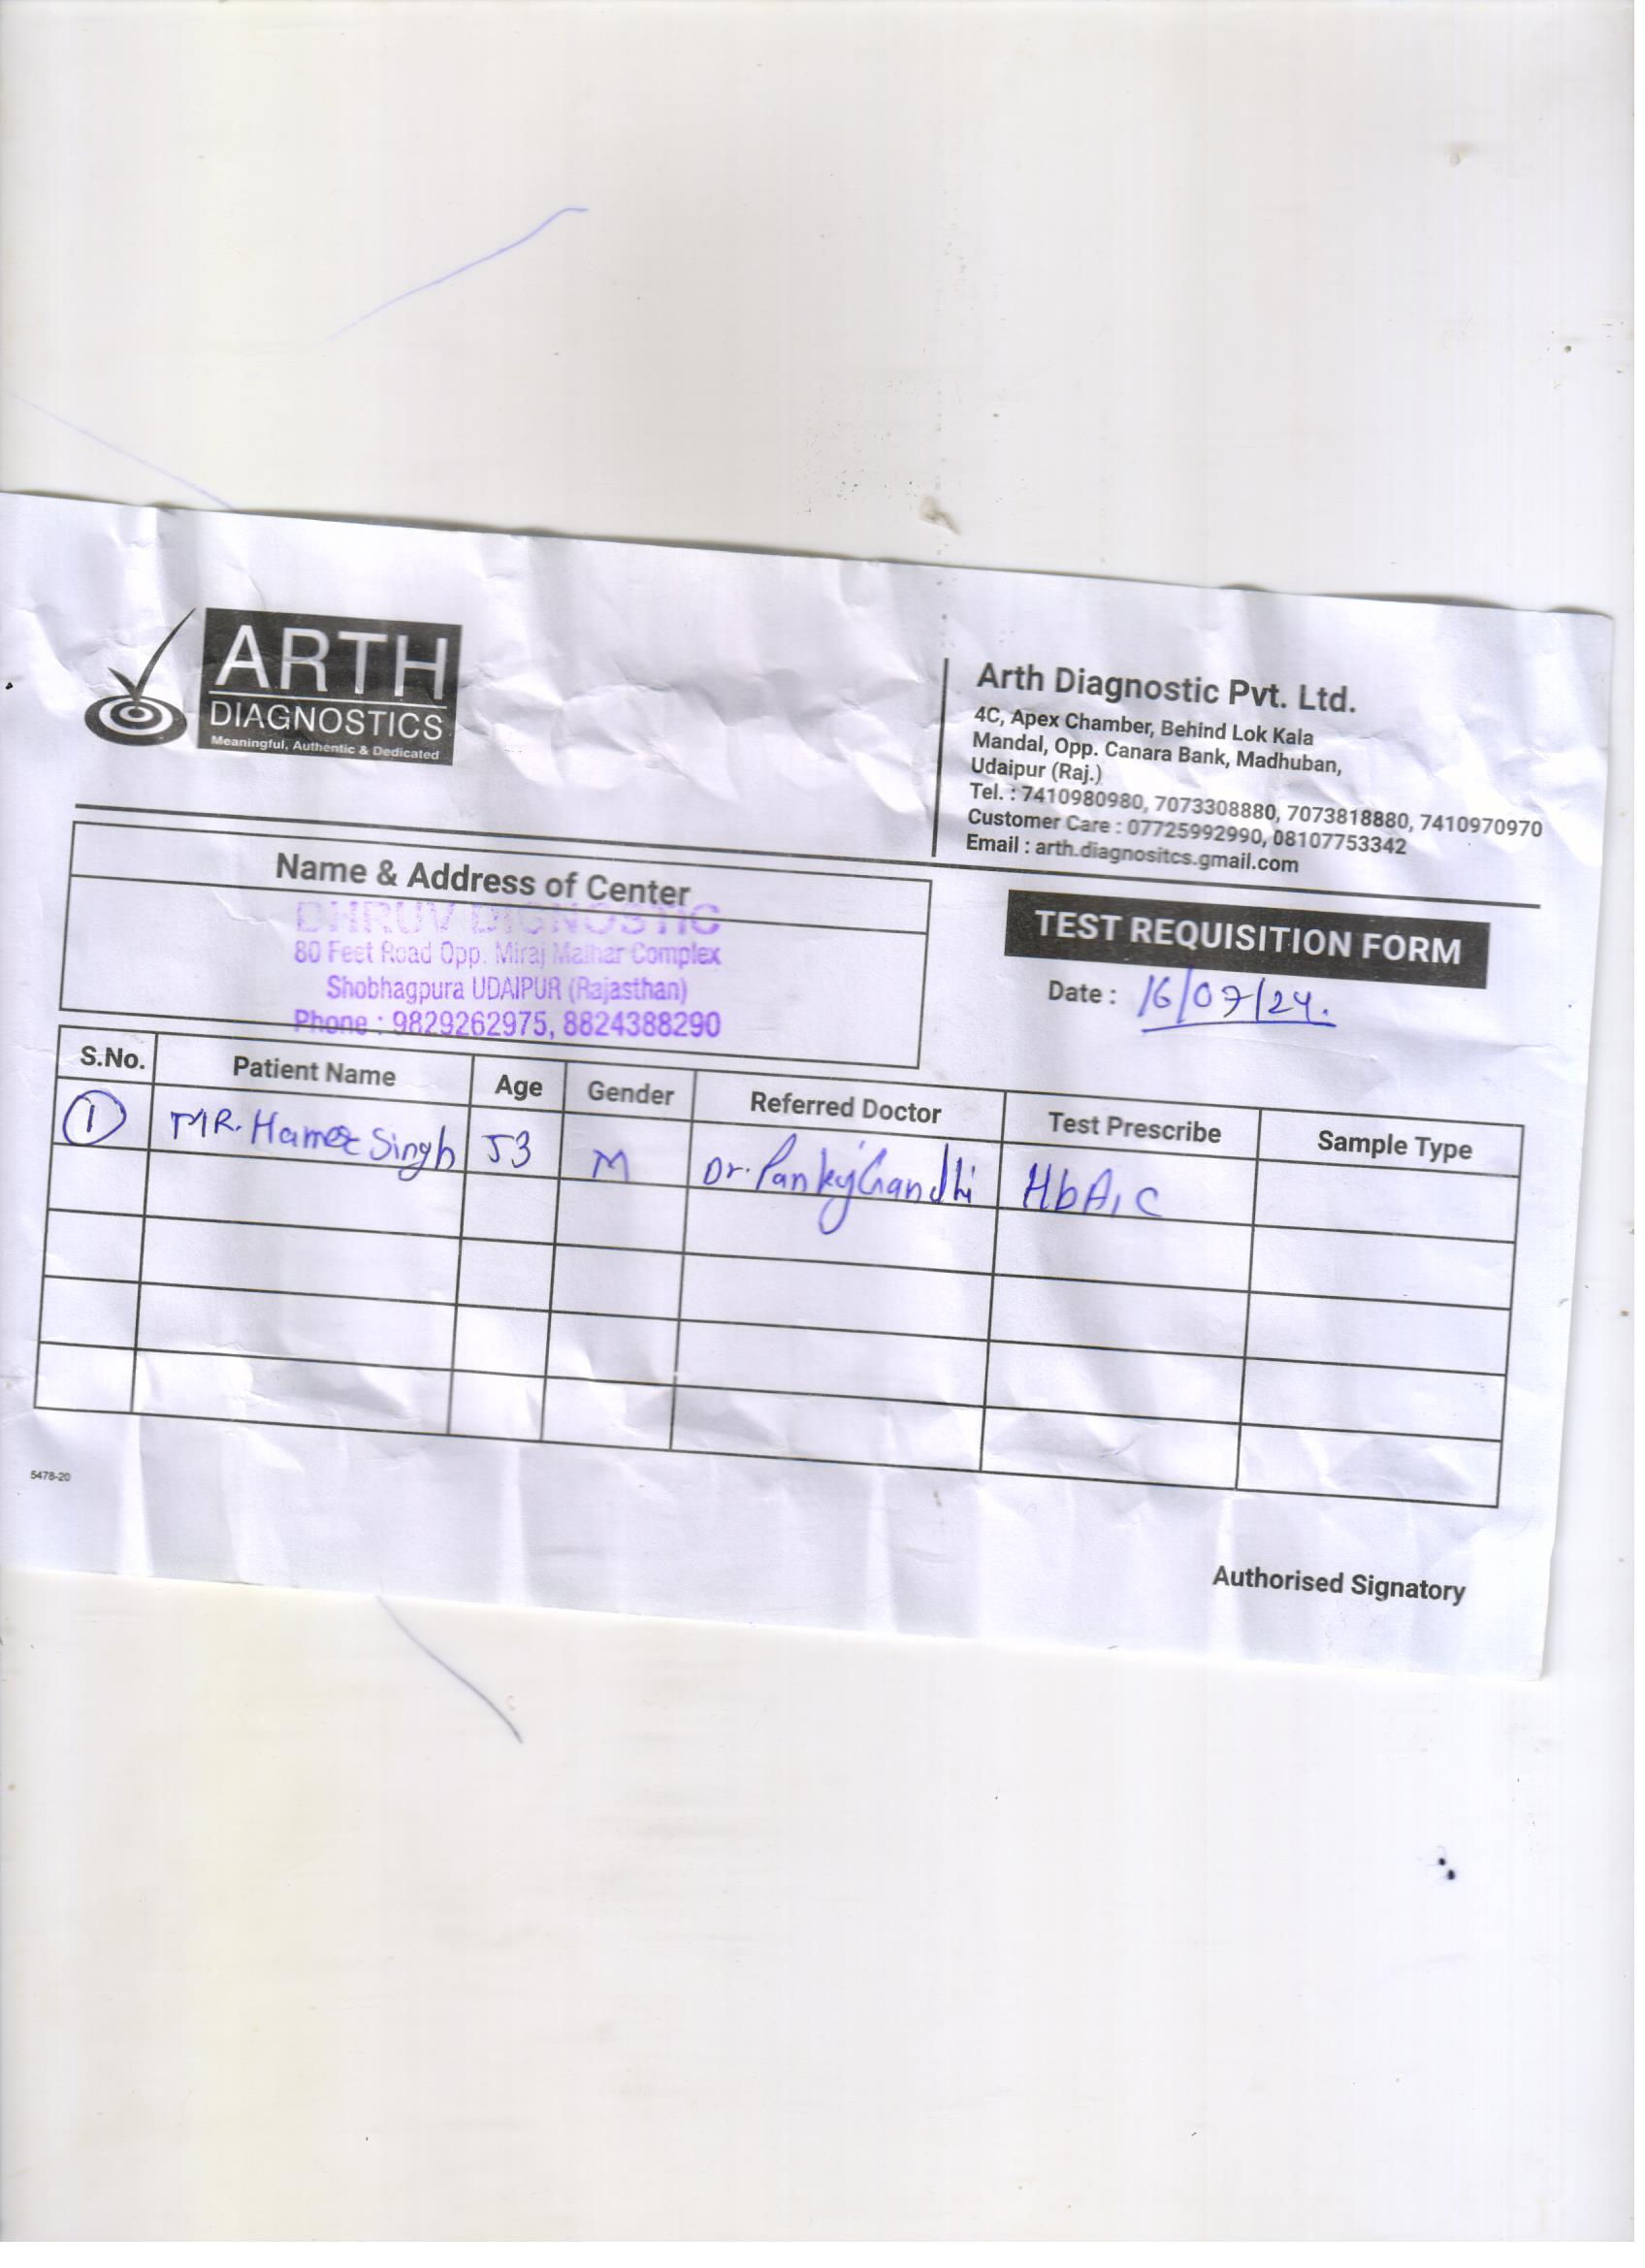 ARTH
DIAGNOSTICS
Meaningful, Authentic & Dedicated
Arth Diagnostic Pvt. Ltd.
4C, Apex Chamber, Behind Lok Kala
Mandal, Opp. Canara Bank, Madhuban,
Udaipur (Raj.)
Tel. : 7410980980, 7073308880, 7073818880, 7410970970
Customer Care : 07725992990, 08107753342
Email : arth.diagnositcs.gmail.com
Name & Address of Center
DHRUV DIGNOSTIC
80 Feet Road Opp. Miraj Malhar Complex
Shobhagpura UDAIPUR (Rajasthan)
Phone : 9829262975, 8824388290
TEST REQUISITION FORM
Date : 16/07/24.
S.No. Patient Name Age Gender Referred Doctor Test Prescribe Sample Type
1 MR. Singh 53 M Dr. Gandhi HbA1C
5478-20
Authorised Signatory